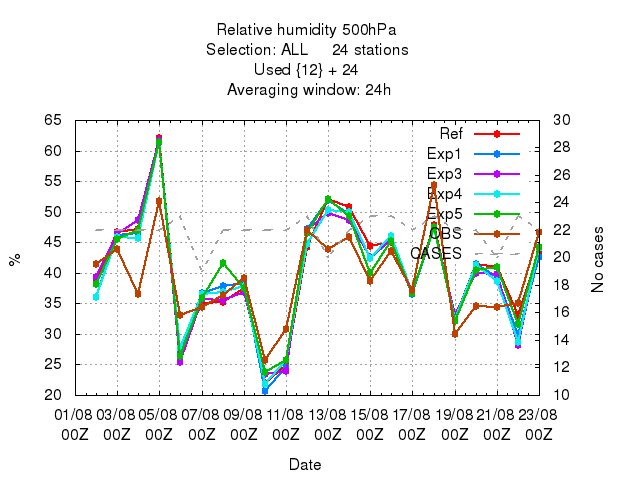 Relative humidity 500hPa
Selection: ALL 24 stations
Used {12} + 24
Averaging window: 24h
65 30
60 28
55 26
50 24
45 22
40 20
35 18
30 16
25 14
20 12
10
Ref
Exp1
Exp3
Exp4
Exp5
OBS
CASES
%
No cases
01/08 03/08 05/08 07/08 09/08 11/08 13/08 15/08 17/08 19/08 21/08 23/08
00Z 00Z 00Z 00Z 00Z 00Z 00Z 00Z 00Z 00Z 00Z 00Z
Date